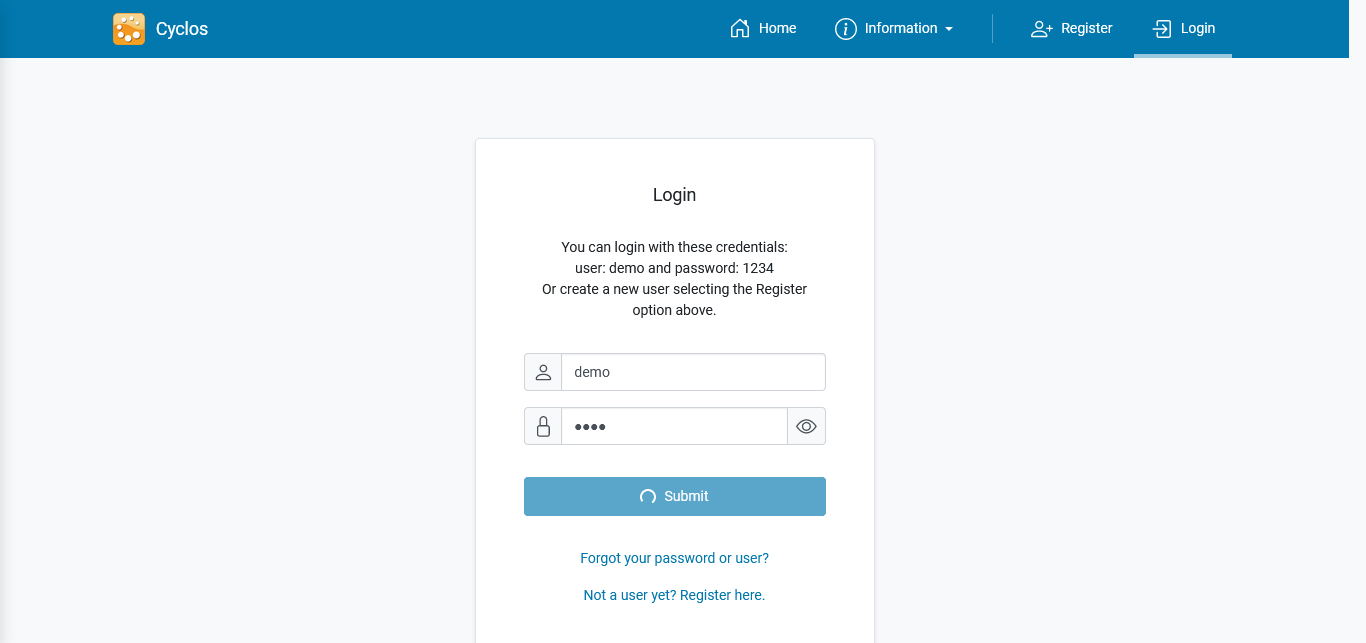 Cyclos
Home
Information
Register
Login
Login
You can login with these credentials:
user: demo and password: 1234
Or create a new user selecting the Register
option above.
demo
••••
Submit
Forgot your password or user?
Not a user yet? Register here.